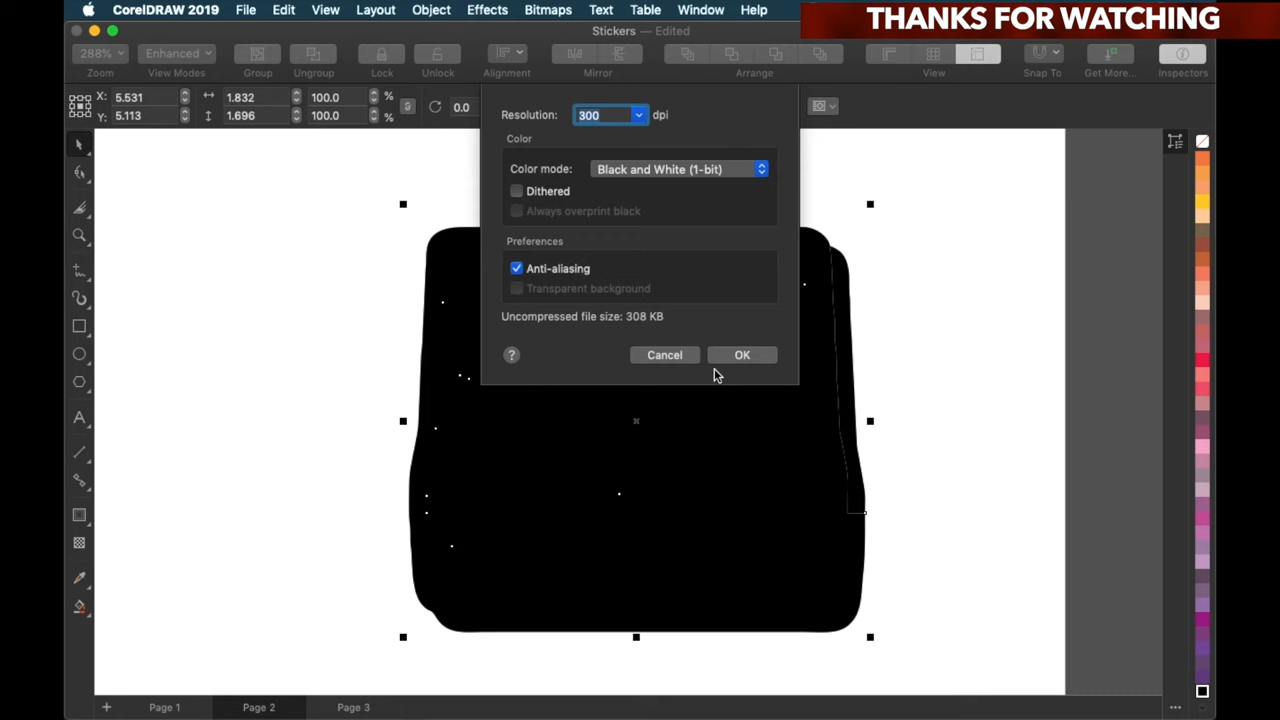 CorelDRAW 2019 File Edit View Layout Object Effects Bitmaps Text Table Window Help
THANKS FOR WATCHING
Stickers — Edited
288% Enhanced
Zoom View Modes Group Ungroup Lock Unlock Alignment Mirror Arrange View Snap To Get More... Inspectors
X: 5.531 1.832 100.0 %
Y: 5.113 1.696 100.0 %
0.0
Resolution: 300 dpi
Color
Color mode: Black and White (1-bit)
Dithered
Always overprint black
Preferences
Anti-aliasing
Transparent background
Uncompressed file size: 308 KB
? Cancel OK
+ Page 1 Page 2 Page 3